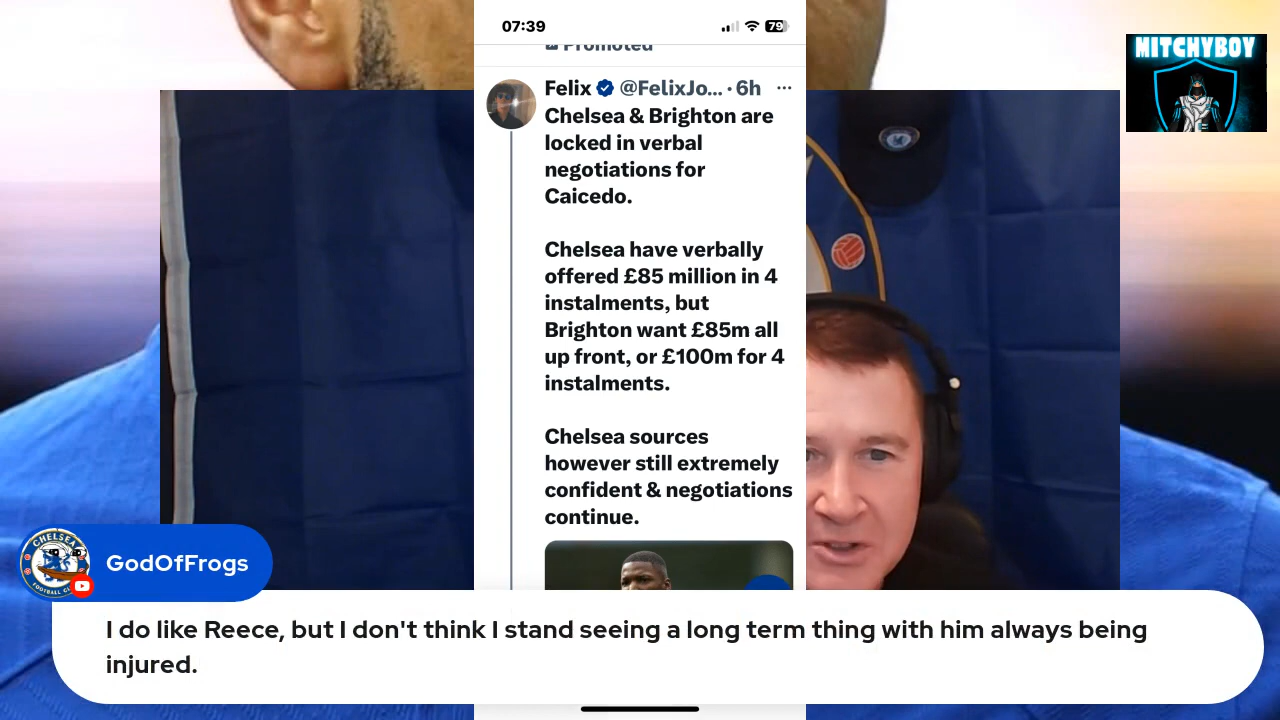 07:39
79
Promoted
MITCHYBOY
Felix @FelixJo... · 6h ...
Chelsea & Brighton are
locked in verbal
negotiations for
Caicedo.
Chelsea have verbally
offered £85 million in 4
instalments, but
Brighton want £85m all
up front, or £100m for 4
instalments.
Chelsea sources
however still extremely
confident & negotiations
continue.
CHELSEA
GodOfFrogs
I do like Reece, but I don't think I stand seeing a long term thing with him always being
injured.